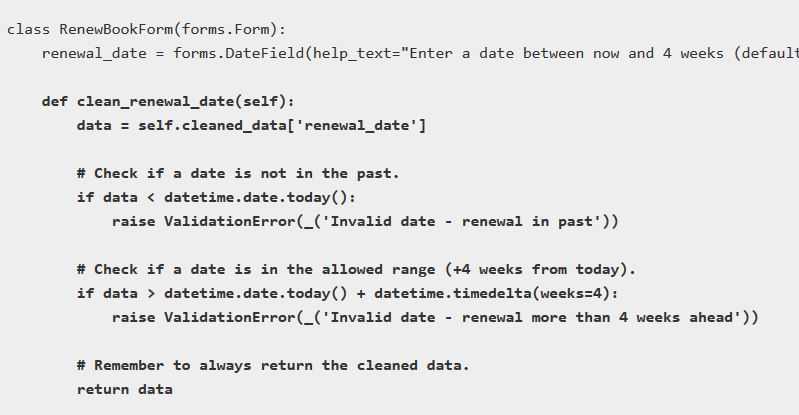 class RenewBookForm(forms.Form):
    renewal_date = forms.DateField(help_text="Enter a date between now and 4 weeks (default
    def clean_renewal_date(self):
        data = self.cleaned_data['renewal_date']
        # Check if a date is not in the past.
        if data < datetime.date.today():
            raise ValidationError(_('Invalid date - renewal in past'))
        # Check if a date is in the allowed range (+4 weeks from today).
        if data > datetime.date.today() + datetime.timedelta(weeks=4):
            raise ValidationError(_('Invalid date - renewal more than 4 weeks ahead'))
        # Remember to always return the cleaned data.
        return data